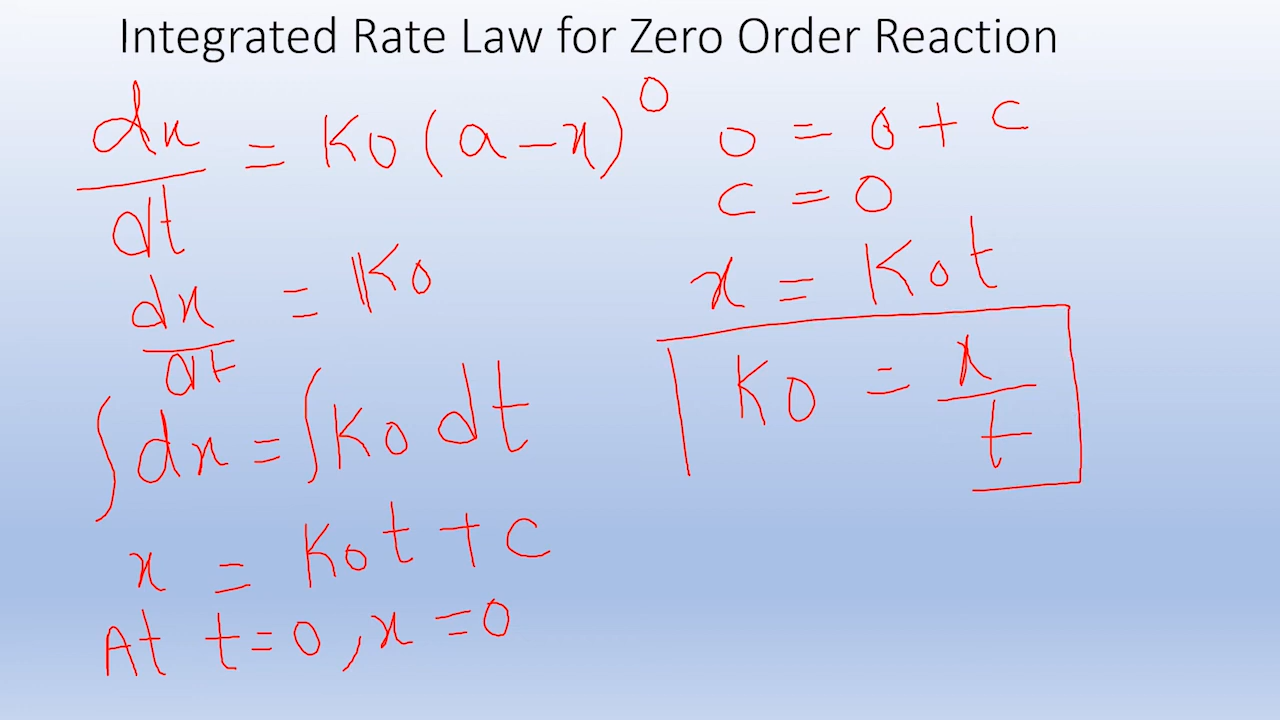 Integrated Rate Law for Zero Order Reaction
dx/dt = K0 (a - x)^0
dx/dt = K0
∫dx = ∫K0 dt
x = K0t + c
At t = 0, x = 0
0 = 0 + c
c = 0
x = K0t
K0 = x/t